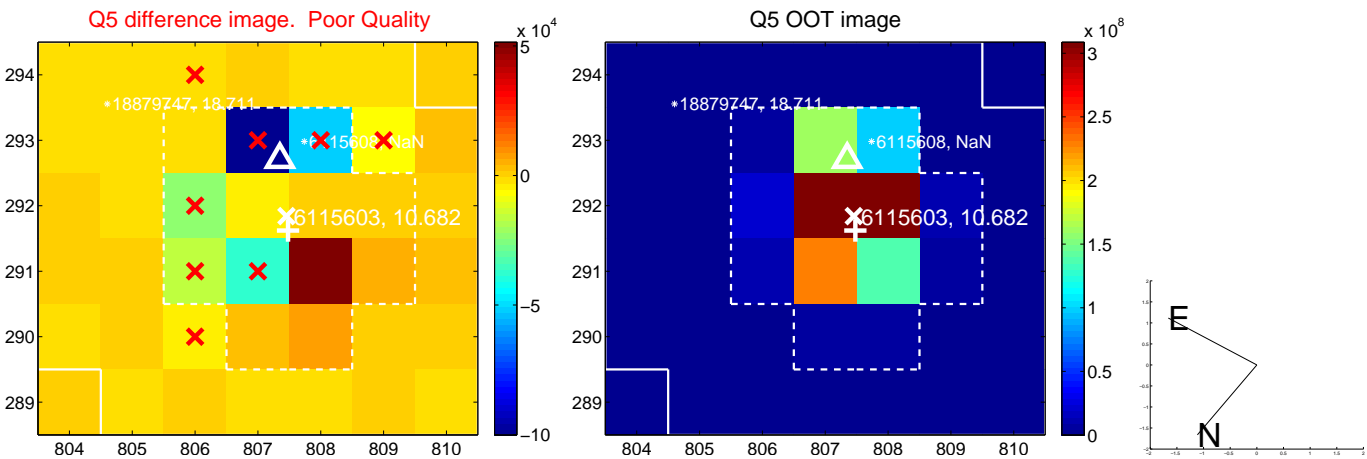 Q5 difference image.  Poor Quality
x 10^4
294
293
292
291
290
289
804 805 806 807 808 809 810
*18879747, 18.711
*6115608, NaN
6115603, 10.682
5
0
−5
−10
Q5 OOT image
x 10^8
294
293
292
291
290
289
804 805 806 807 808 809 810
*18879747, 18.711
*6115608, NaN
6115603, 10.682
3
2.5
2
1.5
1
0.5
0
E
N